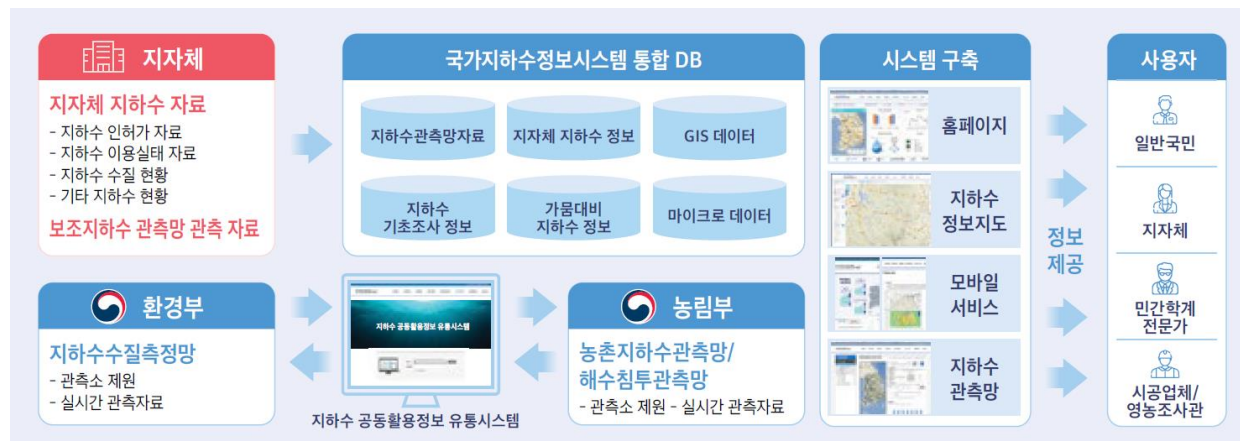 지자체
지자체 지하수 자료
- 지하수 인허가 자료
- 지하수 이용실태 자료
- 지하수 수질 현황
- 기타 지하수 현황
보조지하수 관측망 관측 자료
국가지하수정보시스템 통합 DB
지하수관측망자료
지자체 지하수 정보
GIS 데이터
지하수
기초조사 정보
가뭄대비
지하수 정보
마이크로 데이터
환경부
지하수수질측정망
- 관측소 제원
- 실시간 관측자료
지하수 공동활용정보 유통시스템
지하수 공동활용정보 유통시스템
농림부
농촌지하수관측망/
해수침투관측망
- 관측소 제원 - 실시간 관측자료
시스템 구축
홈페이지
지하수
정보지도
모바일
서비스
지하수
관측망
정보
제공
사용자
일반국민
지자체
민간학계
전문가
시공업체/
영농조사관